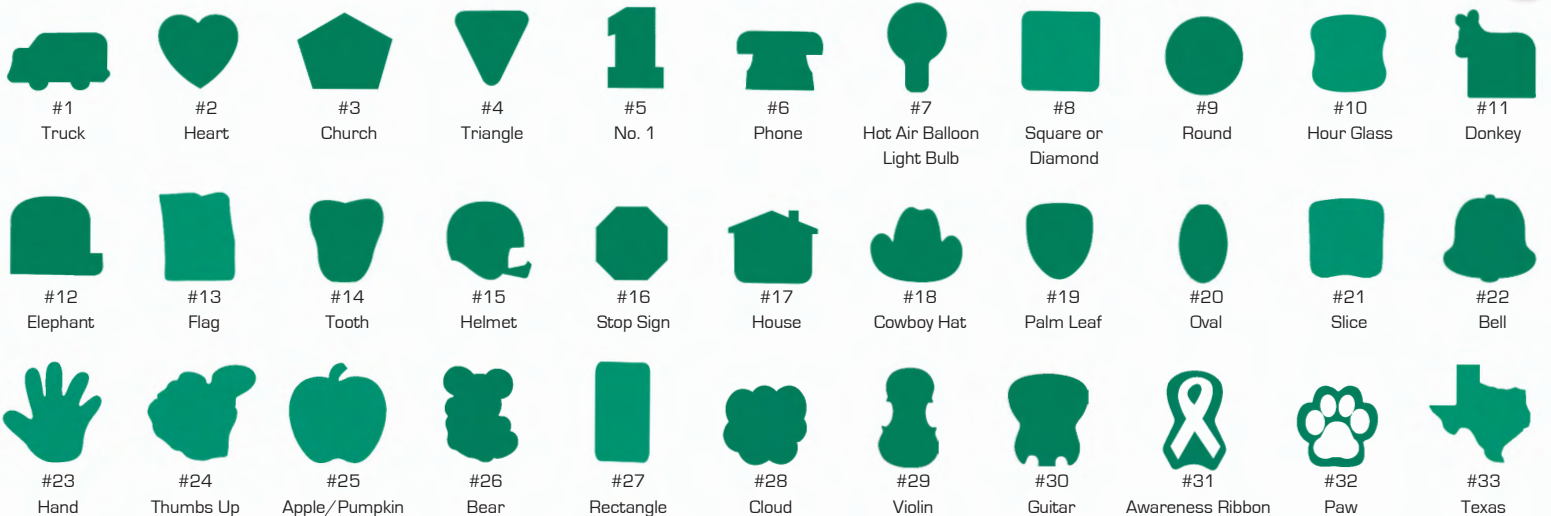 #1 #2 #3 #4 #5 #6 #7 #8 #9 #10 #11
Truck Heart Church Triangle No. 1 Phone Hot Air Balloon Square or Round Hour Glass Donkey
Light Bulb Diamond
#12 #13 #14 #15 #16 #17 #18 #19 #20 #21 #22
Elephant Flag Tooth Helmet Stop Sign House Cowboy Hat Palm Leaf Oval Slice Bell
#23 #24 #25 #26 #27 #28 #29 #30 #31 #32 #33
Hand Thumbs Up Apple/Pumpkin Bear Rectangle Cloud Violin Guitar Awareness Ribbon Paw Texas